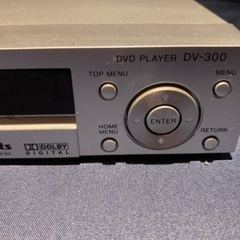 DVD PLAYER DV-300
TOP MENU
MENU
ENTER
HOME
MENU
RETURN
DOLBY
DIGITAL